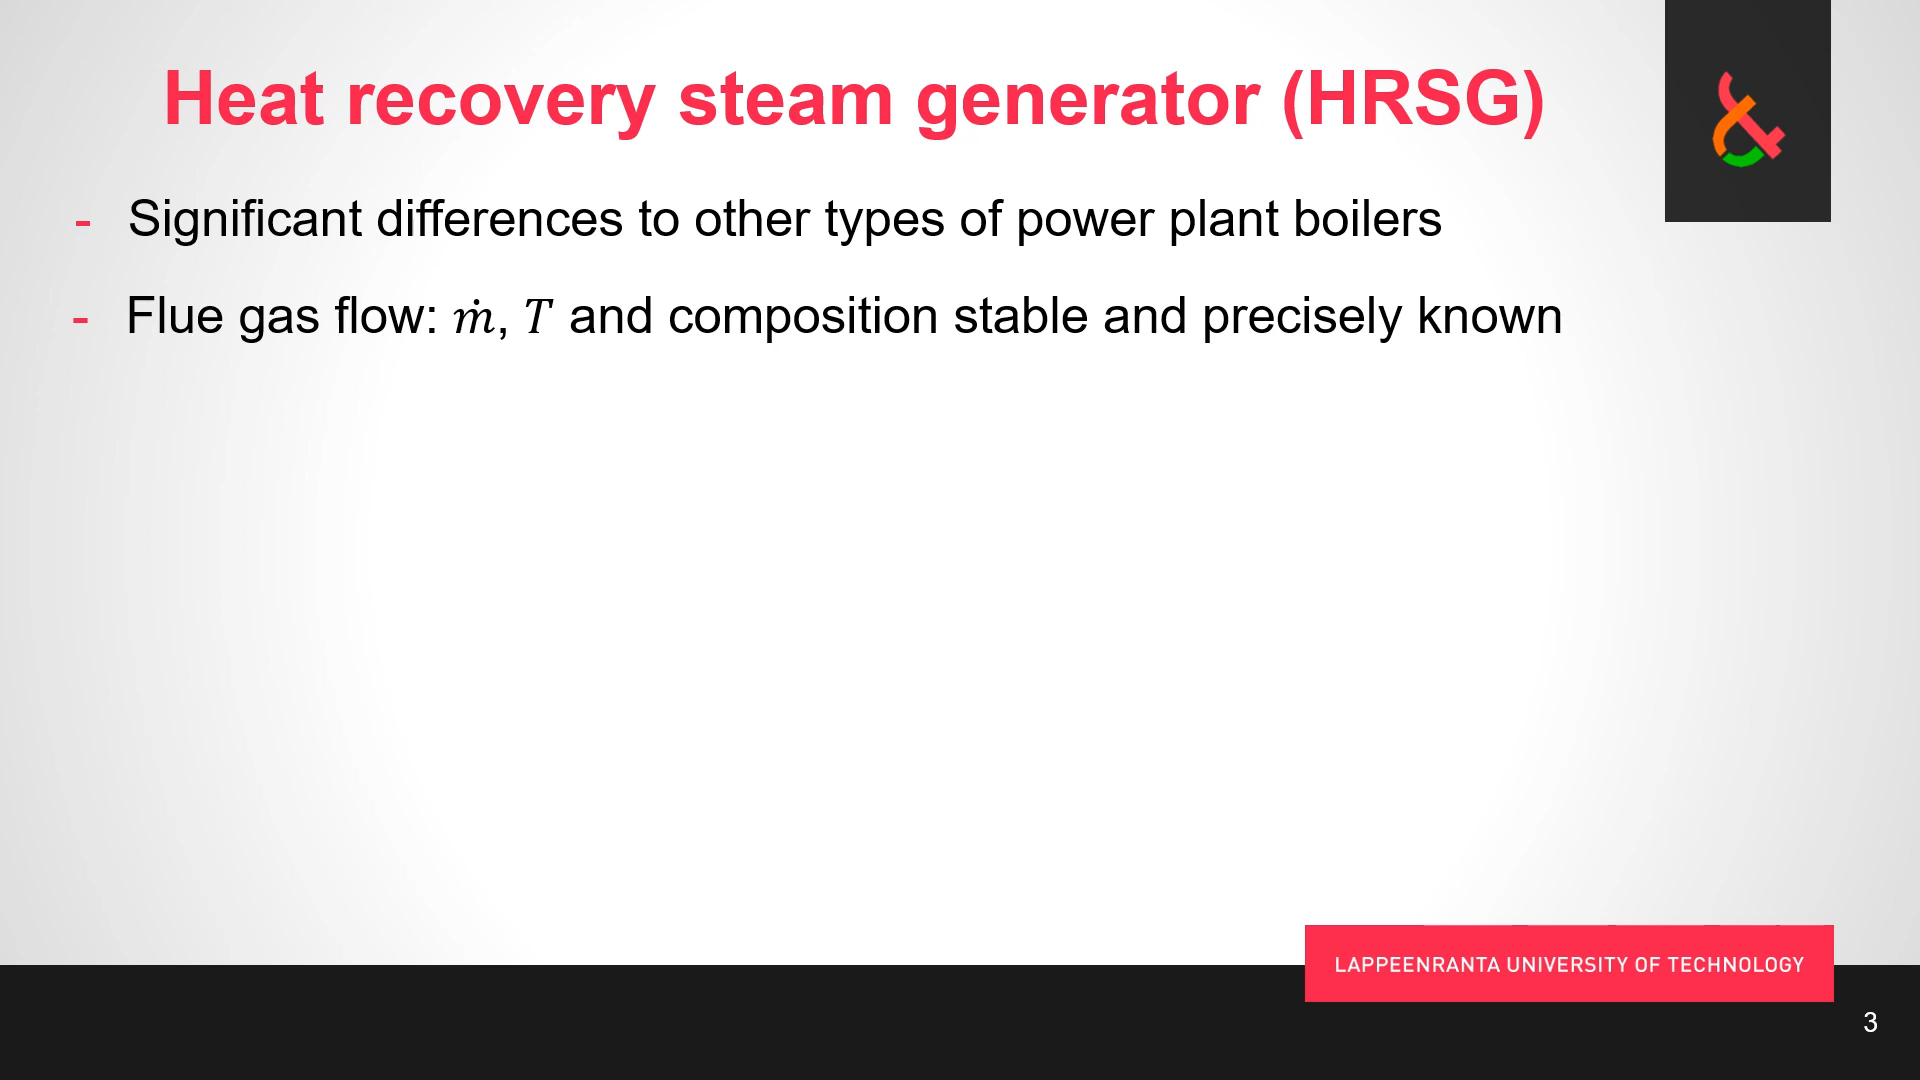 Heat recovery steam generator (HRSG)
- Significant differences to other types of power plant boilers
- Flue gas flow: ṁ, T and composition stable and precisely known
LAPPEENRANTA UNIVERSITY OF TECHNOLOGY
3